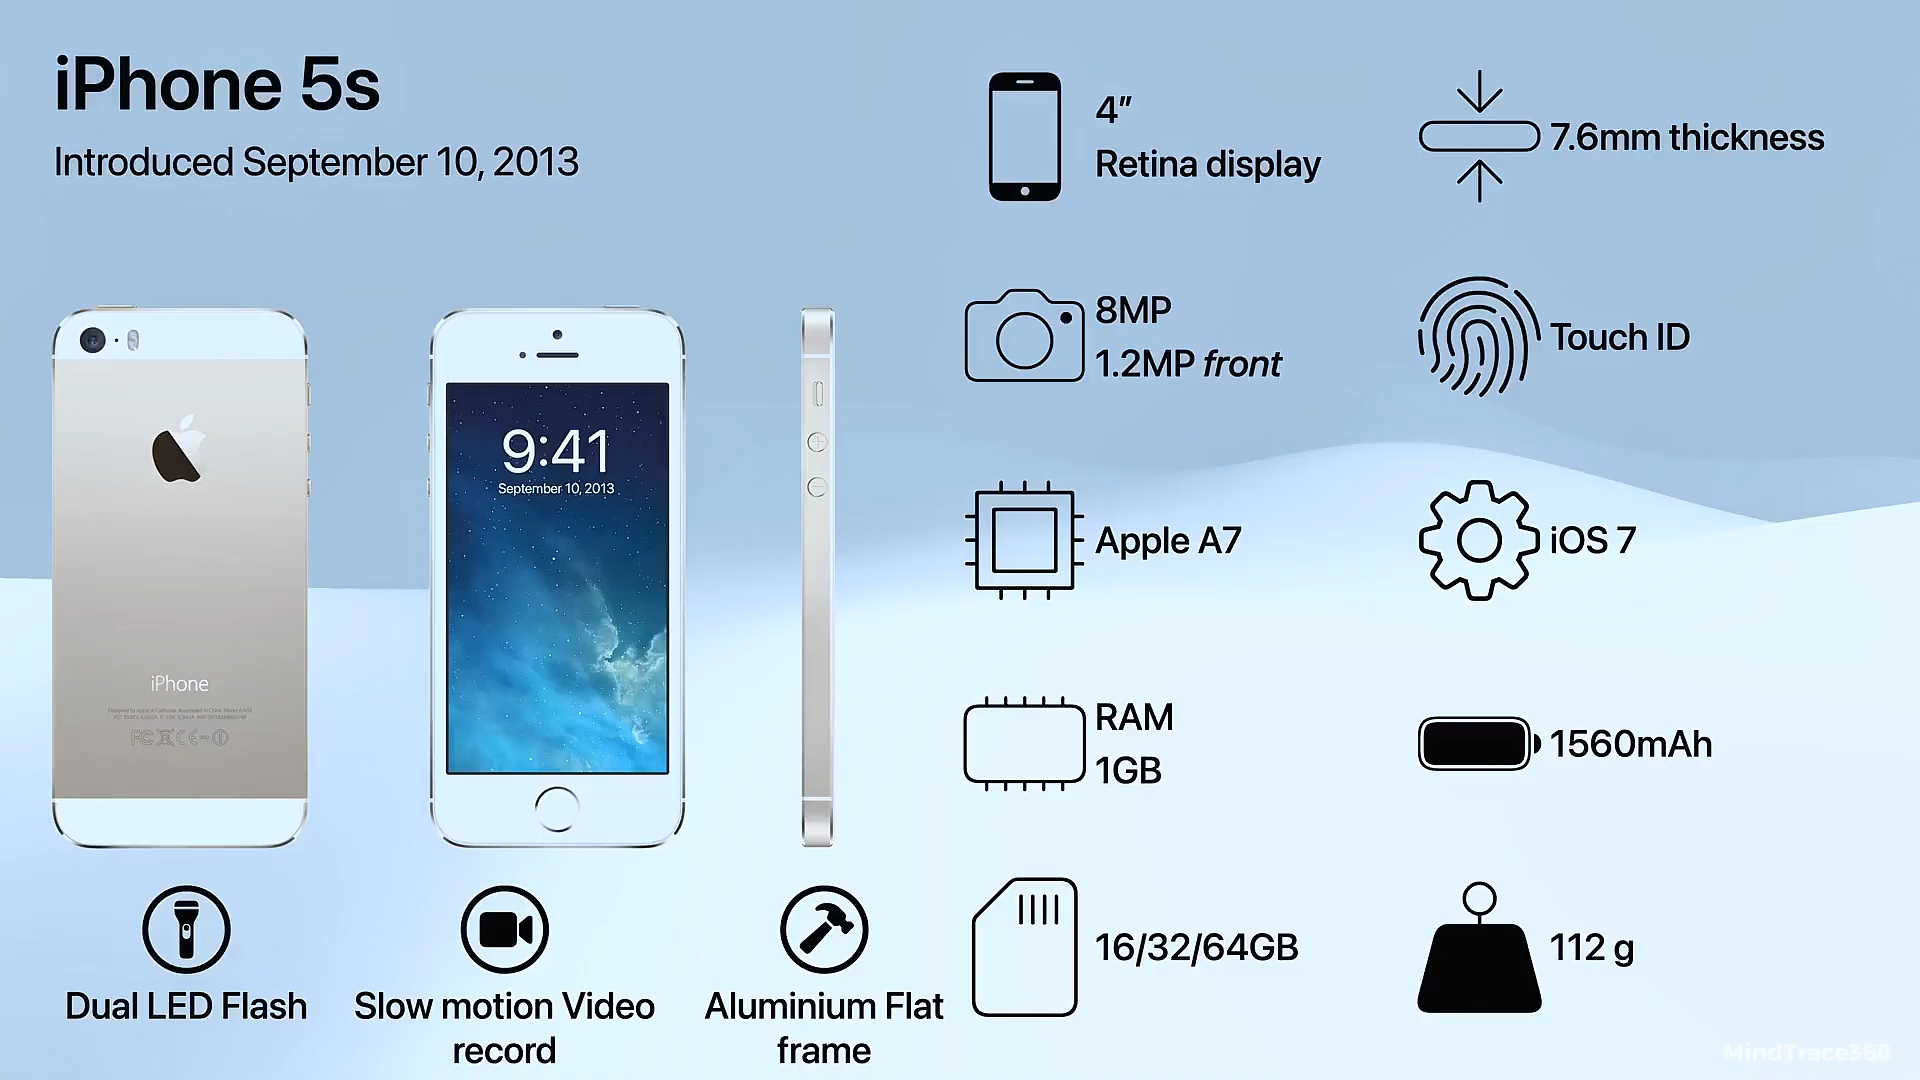 iPhone 5s
Introduced September 10, 2013
4”
Retina display
7.6mm thickness
8MP
1.2MP front
Touch ID
9:41
September 10, 2013
Apple A7
iOS 7
iPhone
RAM
1GB
1560mAh
16/32/64GB
112 g
Dual LED Flash
Slow motion Video
record
Aluminium Flat
frame
MindTrace360